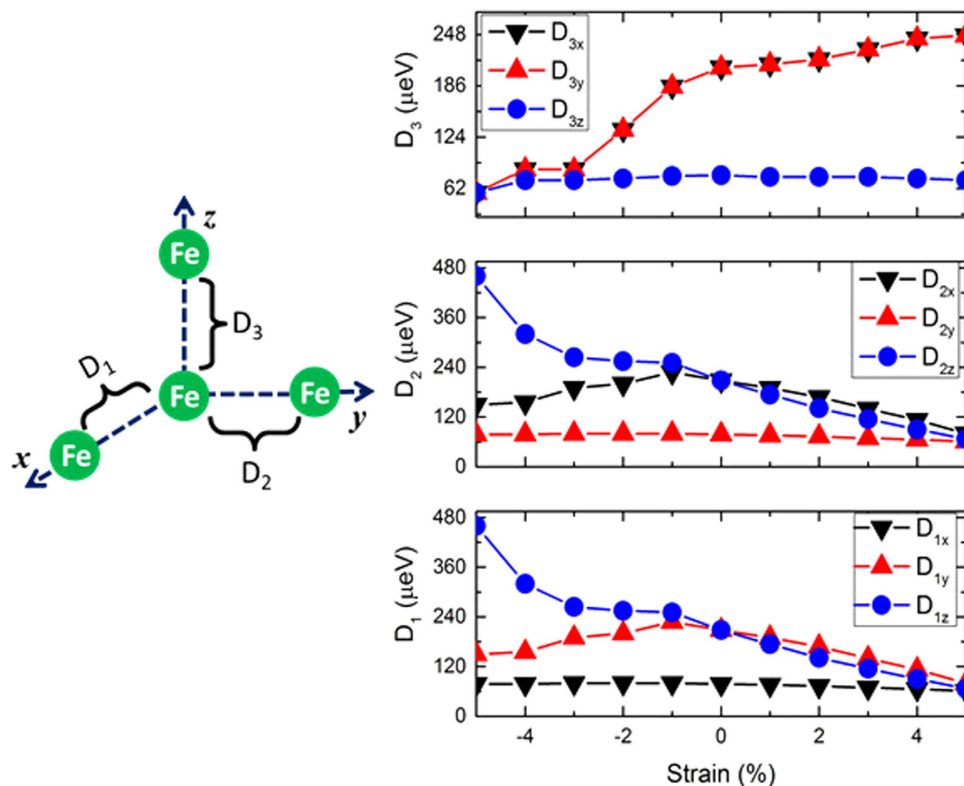 z
Fe
D₃
D₁
Fe
Fe
y
x
Fe
D₂
D₃ (μeV)
248
186
124
62
D₃ₓ
D₃y
D₃z
D₂ (μeV)
480
360
240
120
0
D₂ₓ
D₂y
D₂z
D₁ (μeV)
480
360
240
120
0
D₁ₓ
D₁y
D₁z
-4 -2 0 2 4
Strain (%)